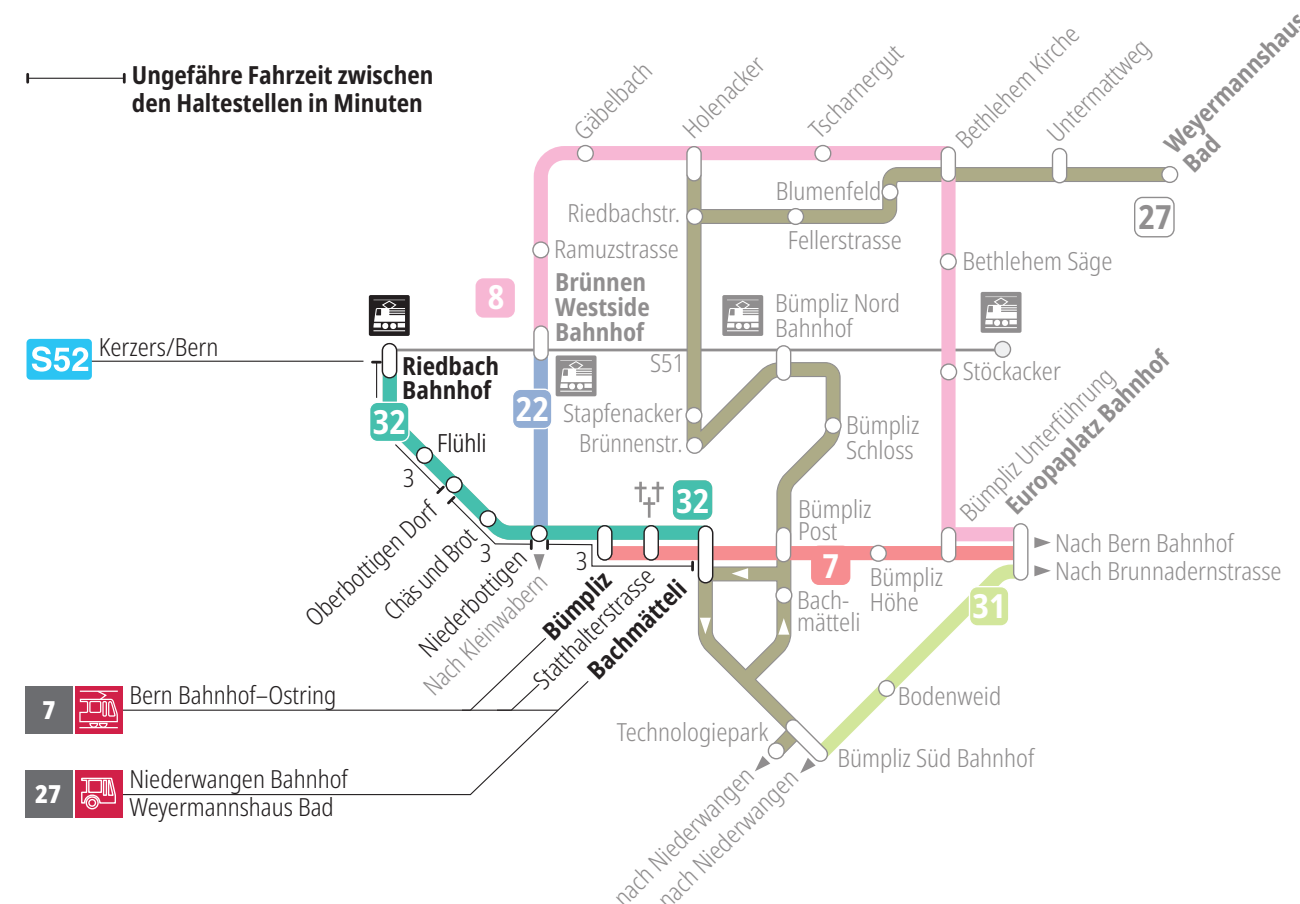 Ungefähre Fahrzeit zwischen
den Haltestellen in Minuten
Gäbelbach
Holenacker
Tscharnergut
Bethlehem Kirche
Untermattweg
Weyermannshaus
Bad
27
Blumenfeld
Riedbachstr.
Fellerstrasse
Ramuzstrasse
Bethlehem Säge
8
Brünnen
Westside
Bahnhof
Bümpliz Nord
Bahnhof
S52
Kerzers/Bern
Riedbach
Bahnhof
S51
Stöckacker
32
22
Stapfenacker
Brünnenstr.
Bümpliz
Schloss
Bümpliz Unterführung
Europaplatz Bahnhof
Flühli
3
32
Bümpliz
Post
Oberbottigen Dorf
Chäs und Brot
3
Niederbottigen
Nach Kleinwabern
3
Bümpliz
Statthalterstrasse
Bachmätteli
7
Bümpliz
Höhe
Nach Bern Bahnhof
Nach Brunnadernstrasse
Bach-
mätteli
31
7
Bern Bahnhof–Ostring
Bodenweid
Technologiepark
Bümpliz Süd Bahnhof
27
Niederwangen Bahnhof
Weyermannshaus Bad
nach Niederwangen
nach Niederwangen